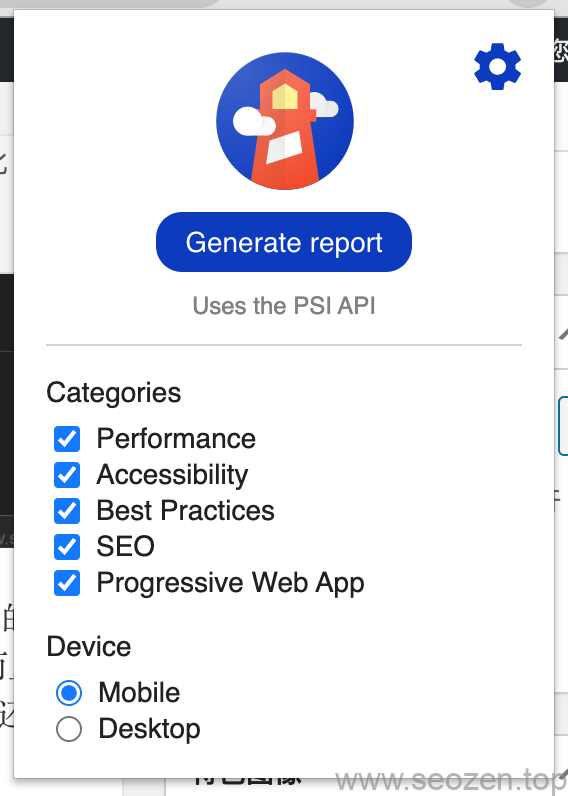 Generate report
Uses the PSI API
Categories
Performance
Accessibility
Best Practices
SEO
Progressive Web App
Device
Mobile
Desktop
www.seozen.top